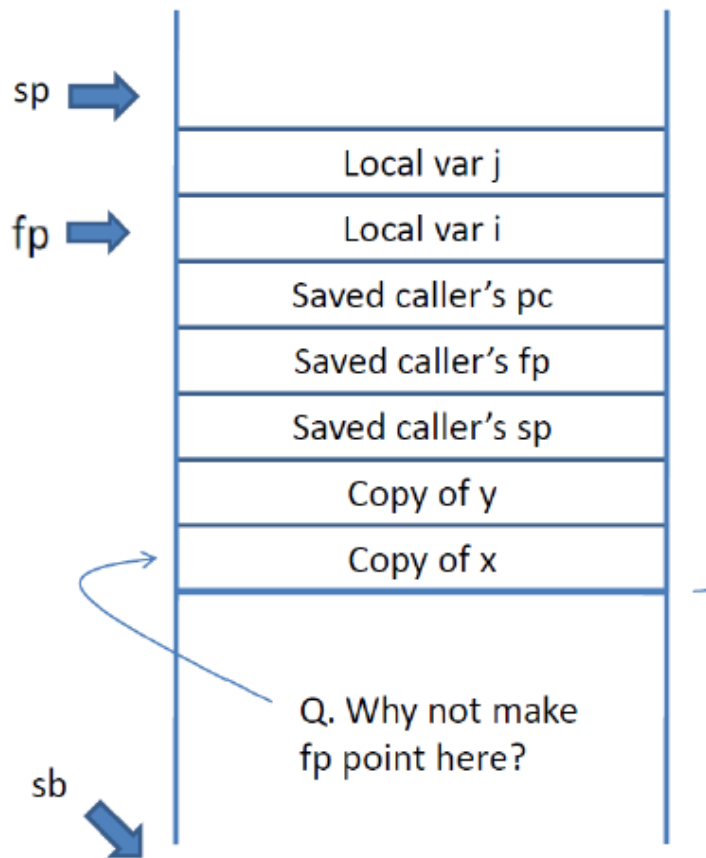 sp
Local var j
fp
Local var i
Saved caller’s pc
Saved caller’s fp
Saved caller’s sp
Copy of y
Copy of x
Q. Why not make
fp point here?
sb